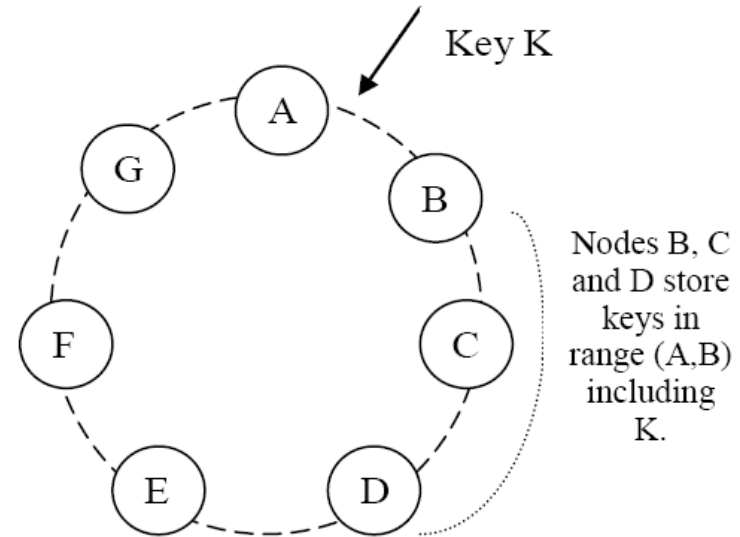 Key K
A
G
B
Nodes B, C
and D store
keys in
range (A,B)
including
K.
F
C
E
D